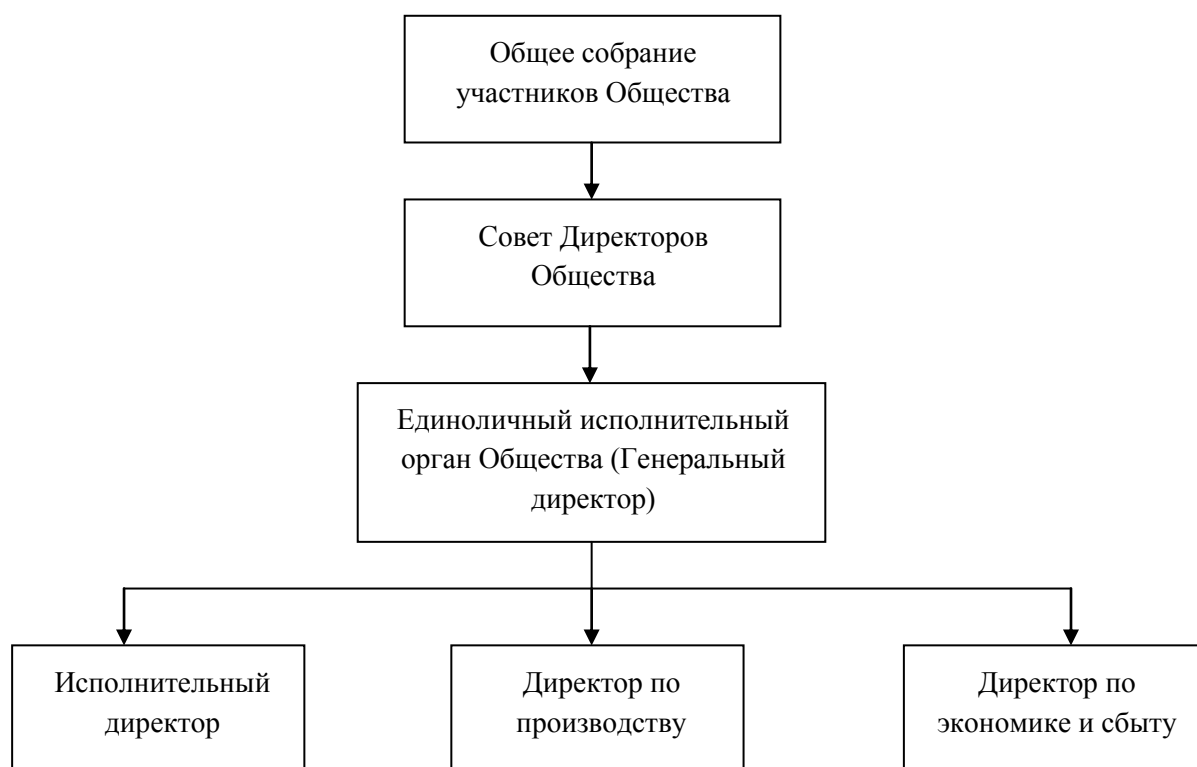 Общее собрание
участников Общества
Совет Директоров
Общества
Единоличный исполнительный
орган Общества (Генеральный
директор)
Исполнительный
директор
Директор по
производству
Директор по
экономике и сбыту